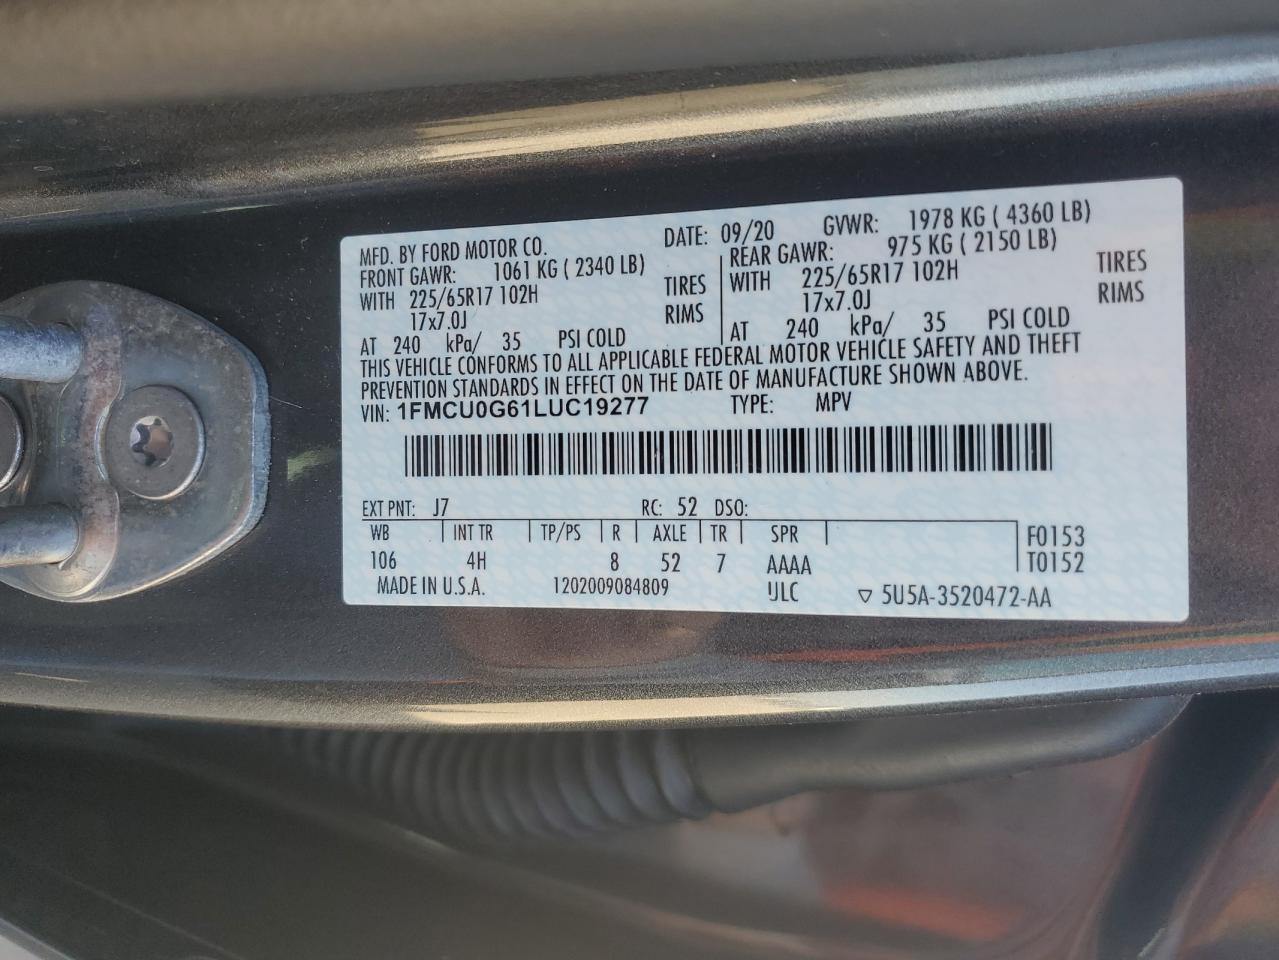 MFD. BY FORD MOTOR CO. DATE: 09/20 GVWR: 1978 KG ( 4360 LB)
FRONT GAWR: 1061 KG ( 2340 LB) REAR GAWR: 975 KG ( 2150 LB)
WITH 225/65R17 102H TIRES WITH 225/65R17 102H TIRES
17x7.0J RIMS 17x7.0J RIMS
AT 240 kPa/ 35 PSI COLD AT 240 kPa/ 35 PSI COLD
THIS VEHICLE CONFORMS TO ALL APPLICABLE FEDERAL MOTOR VEHICLE SAFETY AND THEFT
PREVENTION STANDARDS IN EFFECT ON THE DATE OF MANUFACTURE SHOWN ABOVE.
VIN: 1FMCU0G61LUC19277 TYPE: MPV
EXT PNT: J7 RC: 52 DSO:
WB INT TR TP/PS R AXLE TR SPR F0153
106 4H 8 52 7 AAAA T0152
MADE IN U.S.A. 1202009084809 UJLC ▽ 5U5A-3520472-AA